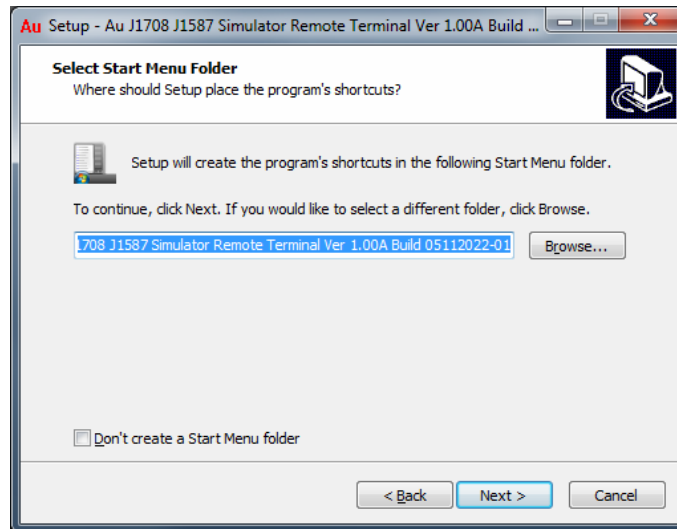 Au Setup - Au J1708 J1587 Simulator Remote Terminal Ver 1.00A Build ...
Select Start Menu Folder
Where should Setup place the program's shortcuts?
Setup will create the program's shortcuts in the following Start Menu folder.
To continue, click Next. If you would like to select a different folder, click Browse.
1708 J1587 Simulator Remote Terminal Ver 1.00A Build 05112022-01 Browse...
Don't create a Start Menu folder
< Back Next > Cancel